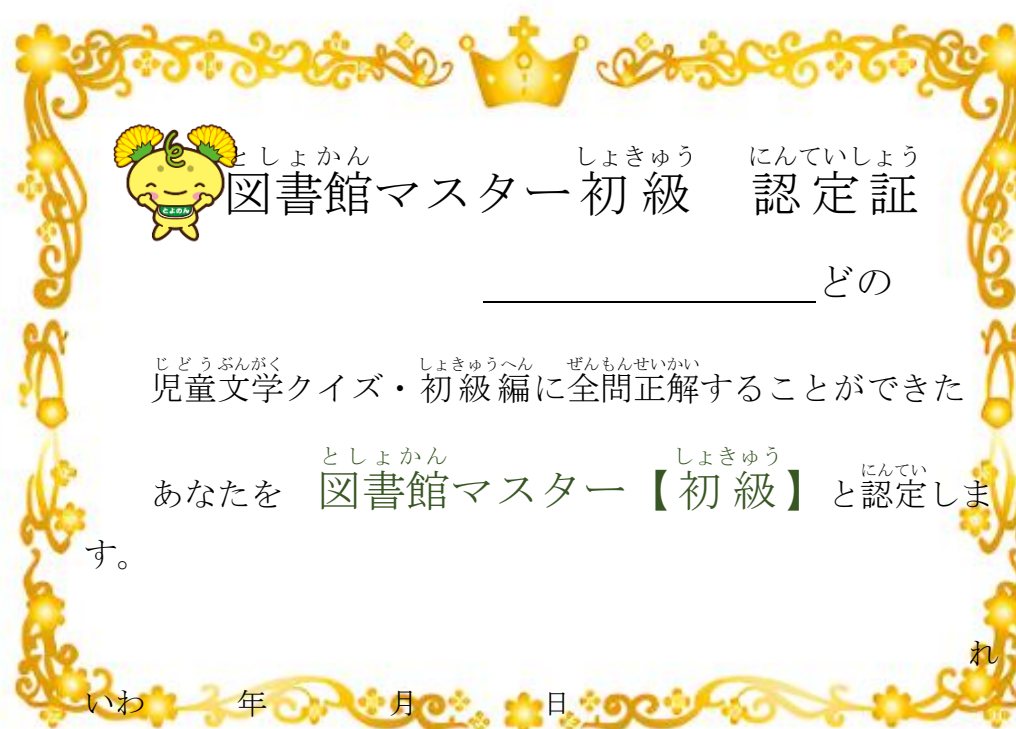 としょかん しょきゅう にんていしょう
図書館マスター初級 認定証
とよのん
どの
じどうぶんがく しょきゅうへん ぜんもんせいかい
児童文学クイズ・初級編に全問正解することができた
としょかん しょきゅう にんてい
あなたを 図書館マスター【初級】と認定しま
す。
れ
いわ 年 月 日